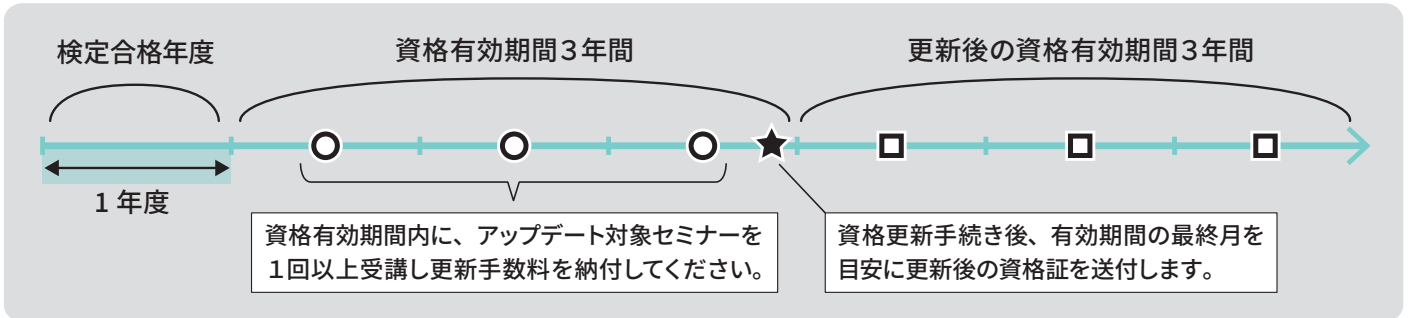 検定合格年度
資格有効期間３年間
更新後の資格有効期間３年間
1 年度
資格有効期間内に、アップデート対象セミナーを
１回以上受講し更新手数料を納付してください。
資格更新手続き後、有効期間の最終月を
目安に更新後の資格証を送付します。